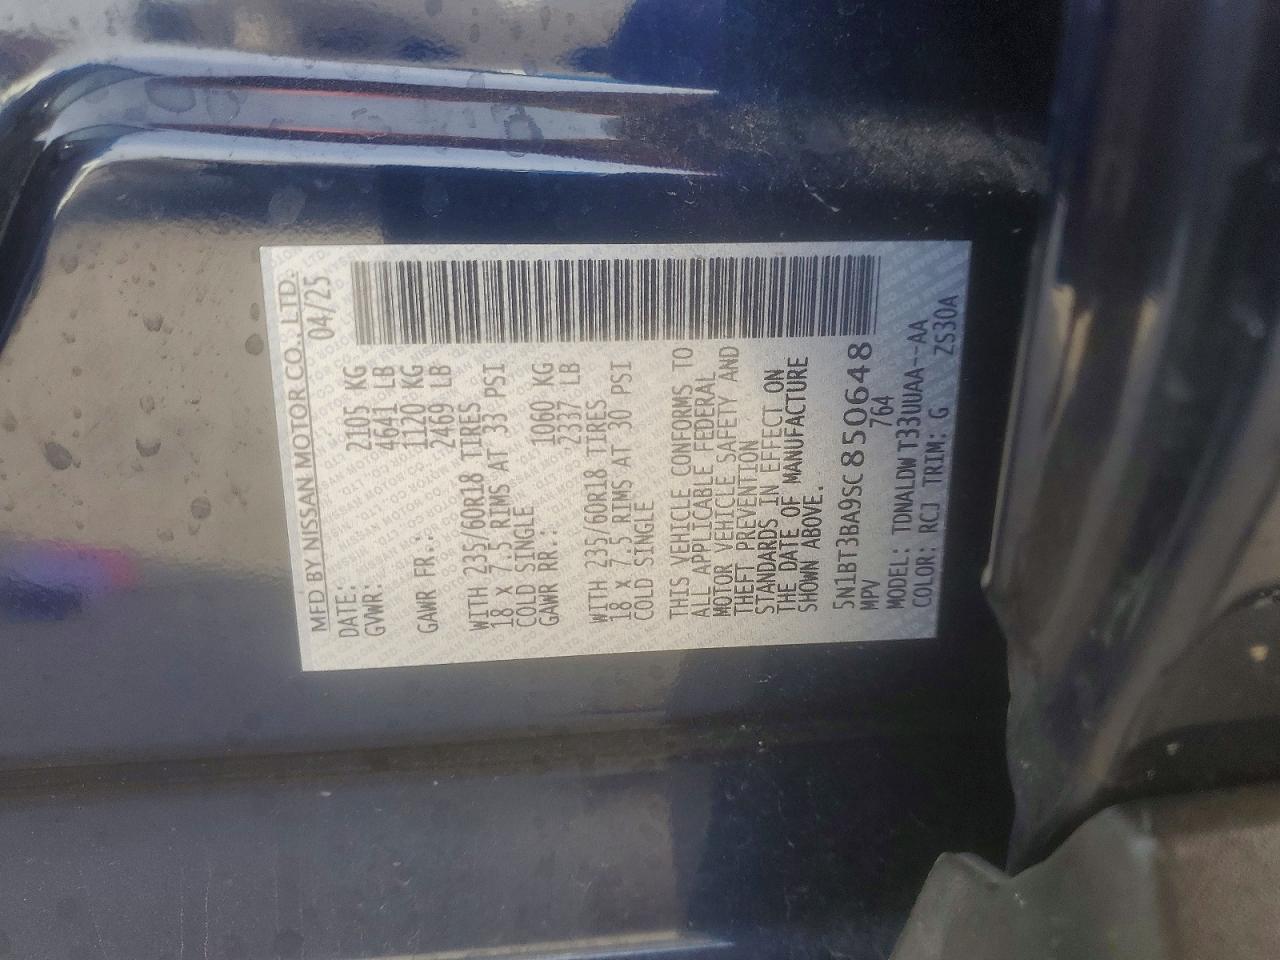 MFD BY NISSAN MOTOR CO., LTD.
DATE: 04/25
GVWR: 2105 KG
4641 LB
GAWR FR.: 1120 KG
2469 LB
WITH 235/60R18 TIRES
18 X 7.5 RIMS AT 33 PSI
COLD SINGLE
GAWR RR.: 1060 KG
2337 LB
WITH 235/60R18 TIRES
18 X 7.5 RIMS AT 30 PSI
COLD SINGLE
THIS VEHICLE CONFORMS TO
ALL APPLICABLE FEDERAL
MOTOR VEHICLE SAFETY AND
THEFT PREVENTION
STANDARDS IN EFFECT ON
THE DATE OF MANUFACTURE
SHOWN ABOVE.
5N1BT3BA9SC850648
MPV 764
MODEL: TDNALDW T33UUAA--AA
COLOR: RCJ TRIM: G ZS30A